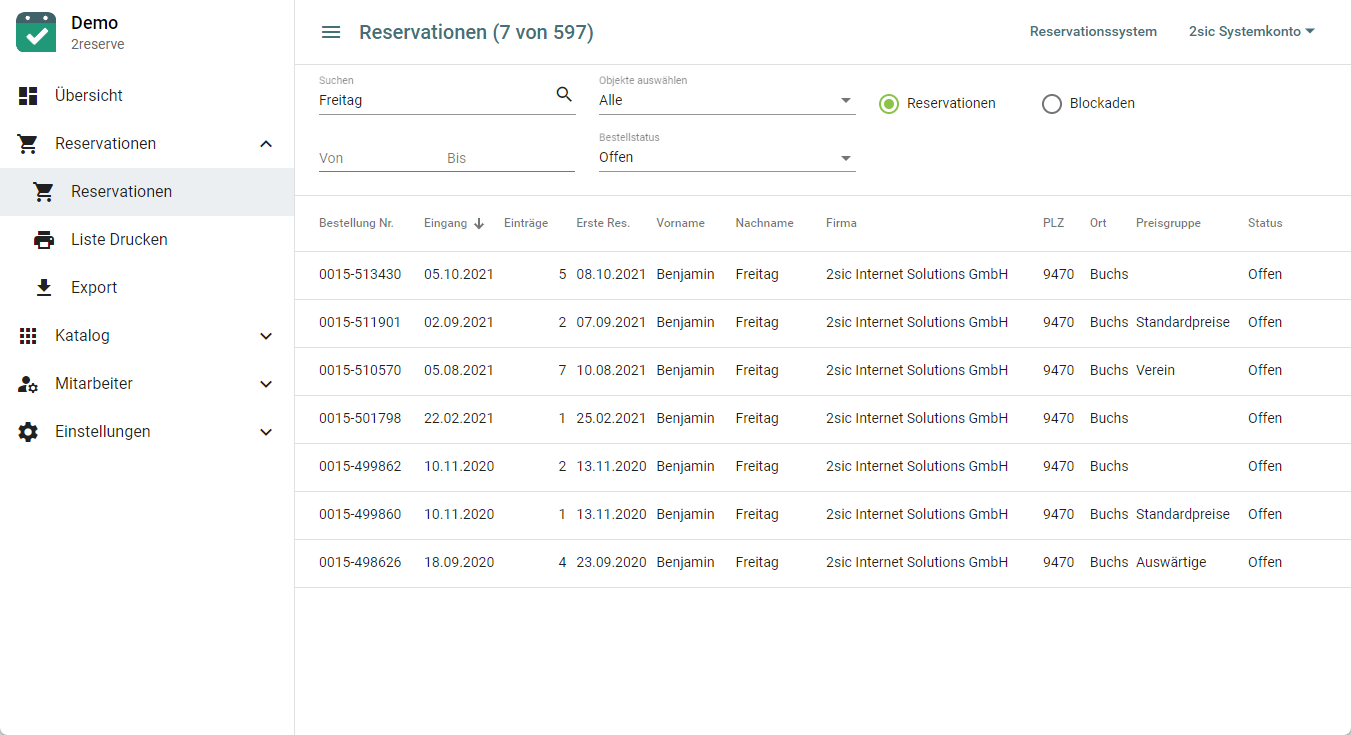 Demo
2reserve
Übersicht
Reservationen
Reservationen
Liste Drucken
Export
Katalog
Mitarbeiter
Einstellungen
Reservationen (7 von 597)
Reservationssystem
2sic Systemkonto
Suchen
Freitag
Objekte auswählen
Alle
Reservationen
Blockaden
Von
Bis
Bestellstatus
Offen
Bestellung Nr. Eingang Einträge Erste Res. Vorname Nachname Firma PLZ Ort Preisgruppe Status
0015-513430 05.10.2021 5 08.10.2021 Benjamin Freitag 2sic Internet Solutions GmbH 9470 Buchs Offen
0015-511901 02.09.2021 2 07.09.2021 Benjamin Freitag 2sic Internet Solutions GmbH 9470 Buchs Standardpreise Offen
0015-510570 05.08.2021 7 10.08.2021 Benjamin Freitag 2sic Internet Solutions GmbH 9470 Buchs Verein Offen
0015-501798 22.02.2021 1 25.02.2021 Benjamin Freitag 2sic Internet Solutions GmbH 9470 Buchs Offen
0015-499862 10.11.2020 2 13.11.2020 Benjamin Freitag 2sic Internet Solutions GmbH 9470 Buchs Offen
0015-499860 10.11.2020 1 13.11.2020 Benjamin Freitag 2sic Internet Solutions GmbH 9470 Buchs Standardpreise Offen
0015-498626 18.09.2020 4 23.09.2020 Benjamin Freitag 2sic Internet Solutions GmbH 9470 Buchs Auswärtige Offen